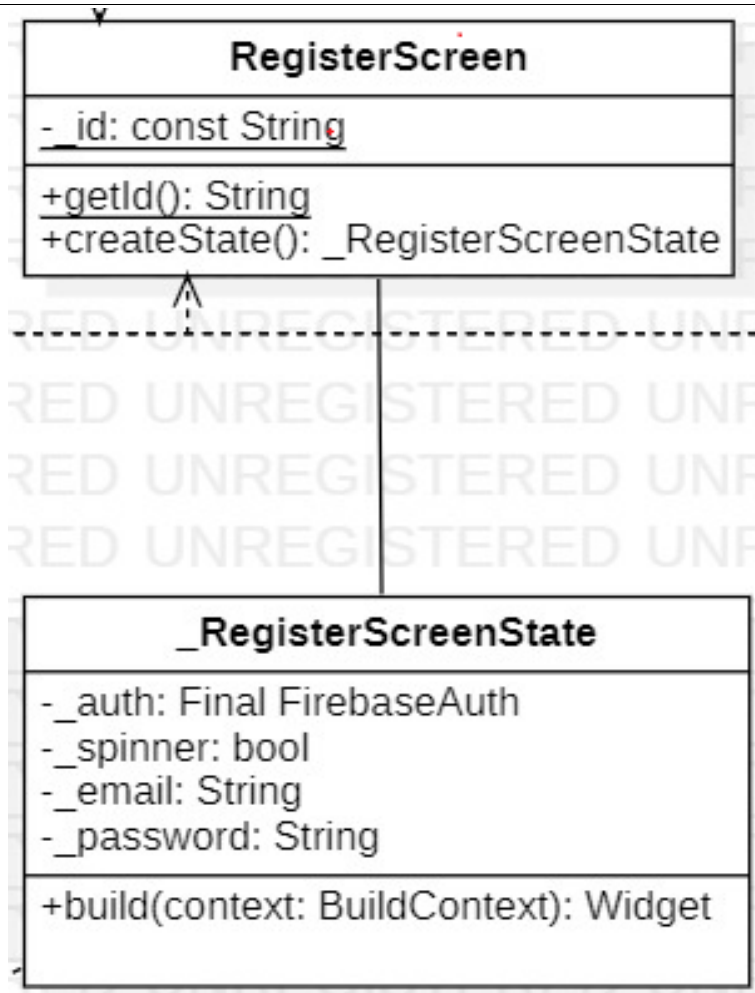 RegisterScreen
-_id: const String
+getId(): String
+createState(): _RegisterScreenState
RED UNREGISTERED UNR
RED UNREGISTERED UNR
RED UNREGISTERED UNR
RED UNREGISTERED UNR
_RegisterScreenState
-_auth: Final FirebaseAuth
-_spinner: bool
-_email: String
-_password: String
+build(context: BuildContext): Widget